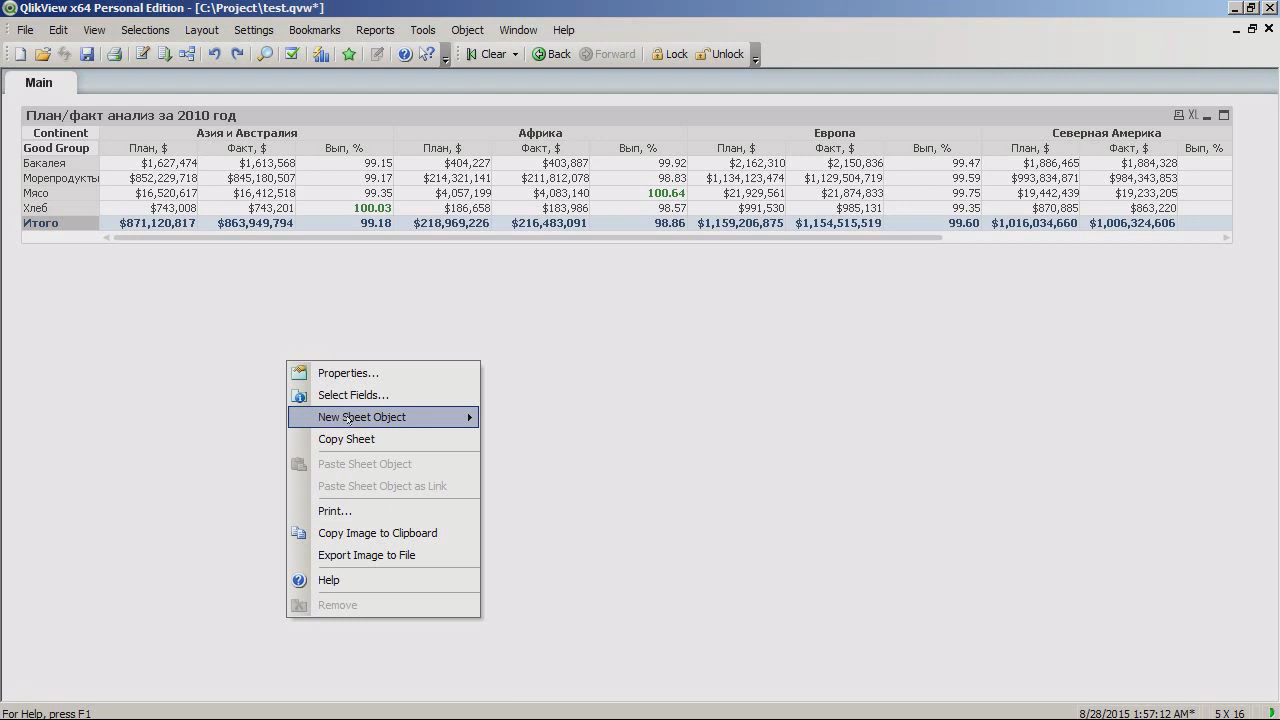 QlikView x64 Personal Edition - [C:\Project\test.qvw*]
File Edit View Selections Layout Settings Bookmarks Reports Tools Object Window Help
Clear Back Forward Lock Unlock
Main
План/факт анализ за 2010 год XL
Continent Азия и Австралия Африка Европа Северная Америка
Good Group План, $ Факт, $ Вып, % План, $ Факт, $ Вып, % План, $ Факт, $ Вып, % План, $ Факт, $ Вып, %
Бакалея $1,627,474 $1,613,568 99.15 $404,227 $403,887 99.92 $2,162,310 $2,150,836 99.47 $1,886,465 $1,884,328
Морепродукты $852,229,718 $845,180,507 99.17 $214,321,141 $211,812,078 98.83 $1,134,123,474 $1,129,504,719 99.59 $993,834,871 $984,343,853
Мясо $16,520,617 $16,412,518 99.35 $4,057,199 $4,083,140 100.64 $21,929,561 $21,874,833 99.75 $19,442,439 $19,233,205
Хлеб $743,008 $743,201 100.03 $186,658 $183,986 98.57 $991,530 $985,131 99.35 $870,885 $863,220
Итого $871,120,817 $863,949,794 99.18 $218,969,226 $216,483,091 98.86 $1,159,206,875 $1,154,515,519 99.60 $1,016,034,660 $1,006,324,606
Properties...
Select Fields...
New Sheet Object
Copy Sheet
Paste Sheet Object
Paste Sheet Object as Link
Print...
Copy Image to Clipboard
Export Image to File
Help
Remove
For Help, press F1 8/28/2015 1:57:12 AM* 5 X 16